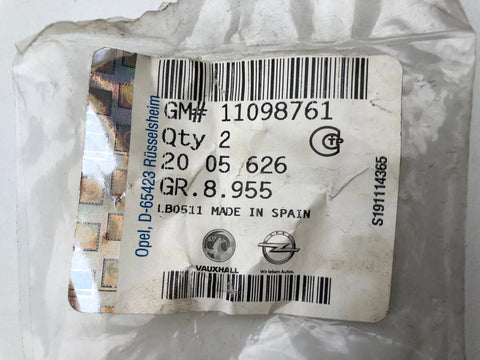 GM# 11098761
Qty 2
20 05 626
GR.8.955
LB0511 MADE IN SPAIN
VAUXHALL
Wir leben Autos.
Opel, D-65423 Rüsselsheim
S191114365